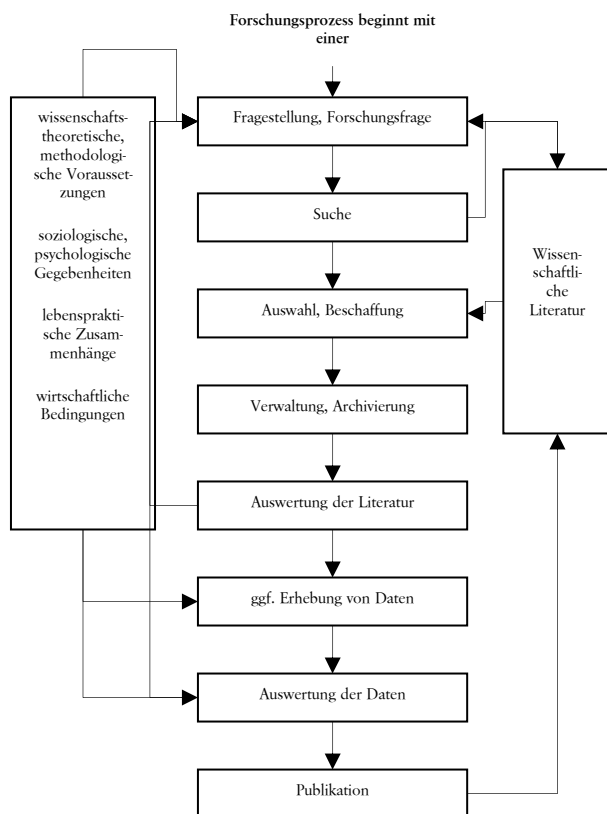 Forschungsprozess beginnt mit
einer
wissenschafts-
theoretische,
methodologi-
sche Vorausset-
zungen
soziologische,
psychologische
Gegebenheiten
lebensprakti-
sche Zusam-
menhänge
wirtschaftliche
Bedingungen
Fragestellung, Forschungsfrage
Suche
Auswahl, Beschaffung
Verwaltung, Archivierung
Auswertung der Literatur
ggf. Erhebung von Daten
Auswertung der Daten
Publikation
Wissen-
schaftli-
che
Literatur